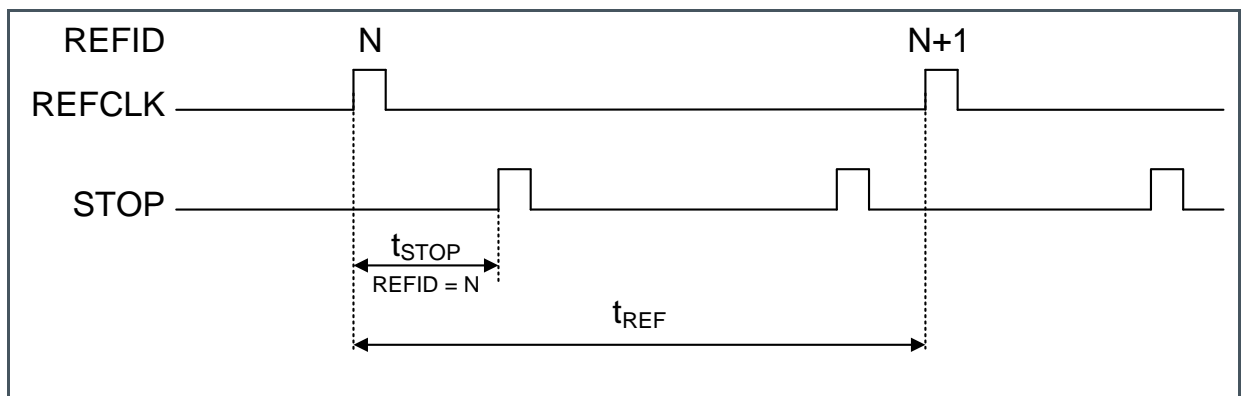 REFID N N+1
REFCLK
STOP
tSTOP
REFID = N
tREF